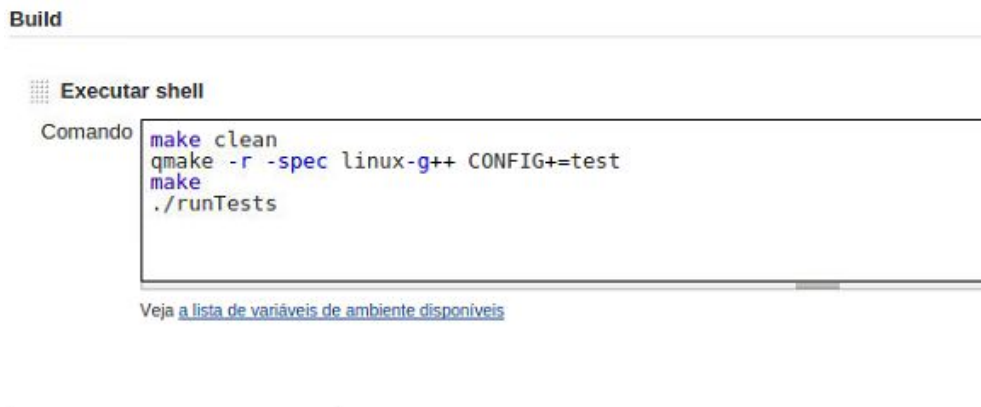 Build
Executar shell
Comando
make clean
qmake -r -spec linux-g++ CONFIG+=test
make
./runTests
Veja a lista de variáveis de ambiente disponíveis